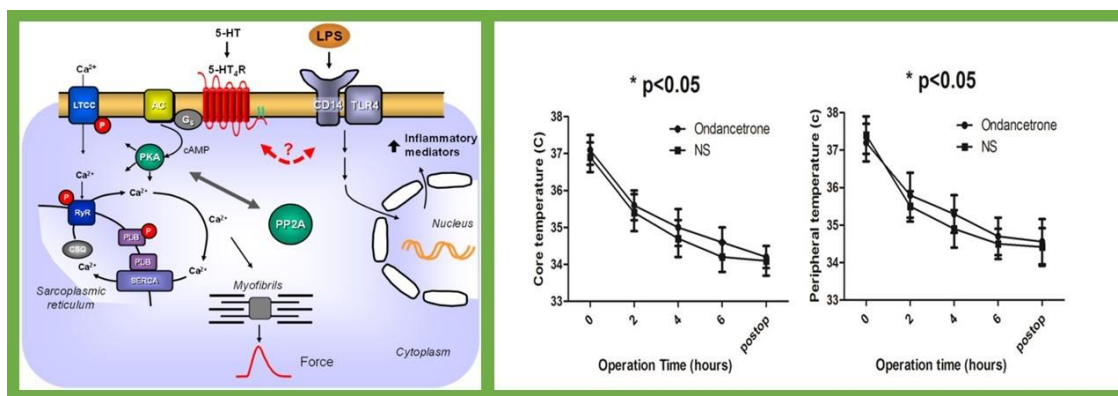 5-HT
LPS
Ca²⁺
5-HT₄R
LTCC
AC
CD14
TLR4
P
Gs
cAMP
PKA
?
Inflammatory
mediators
Ca²⁺
P
RyR
Ca²⁺
Ca²⁺
PP2A
Nucleus
P
PLB
CSQ
PLB
Ca²⁺
Ca²⁺
SERCA
Sarcoplasmic
reticulum
Myofibrils
Force
Cytoplasm
* p<0.05
Ondancetrone
NS
Core temperature (C)
38
37
36
35
34
33
0
2
4
6
postop
Operation Time (hours)
* p<0.05
Ondancetrone
NS
Peripheral temperature (c)
38
37
36
35
34
33
0
2
4
6
postop
Operation time (hours)